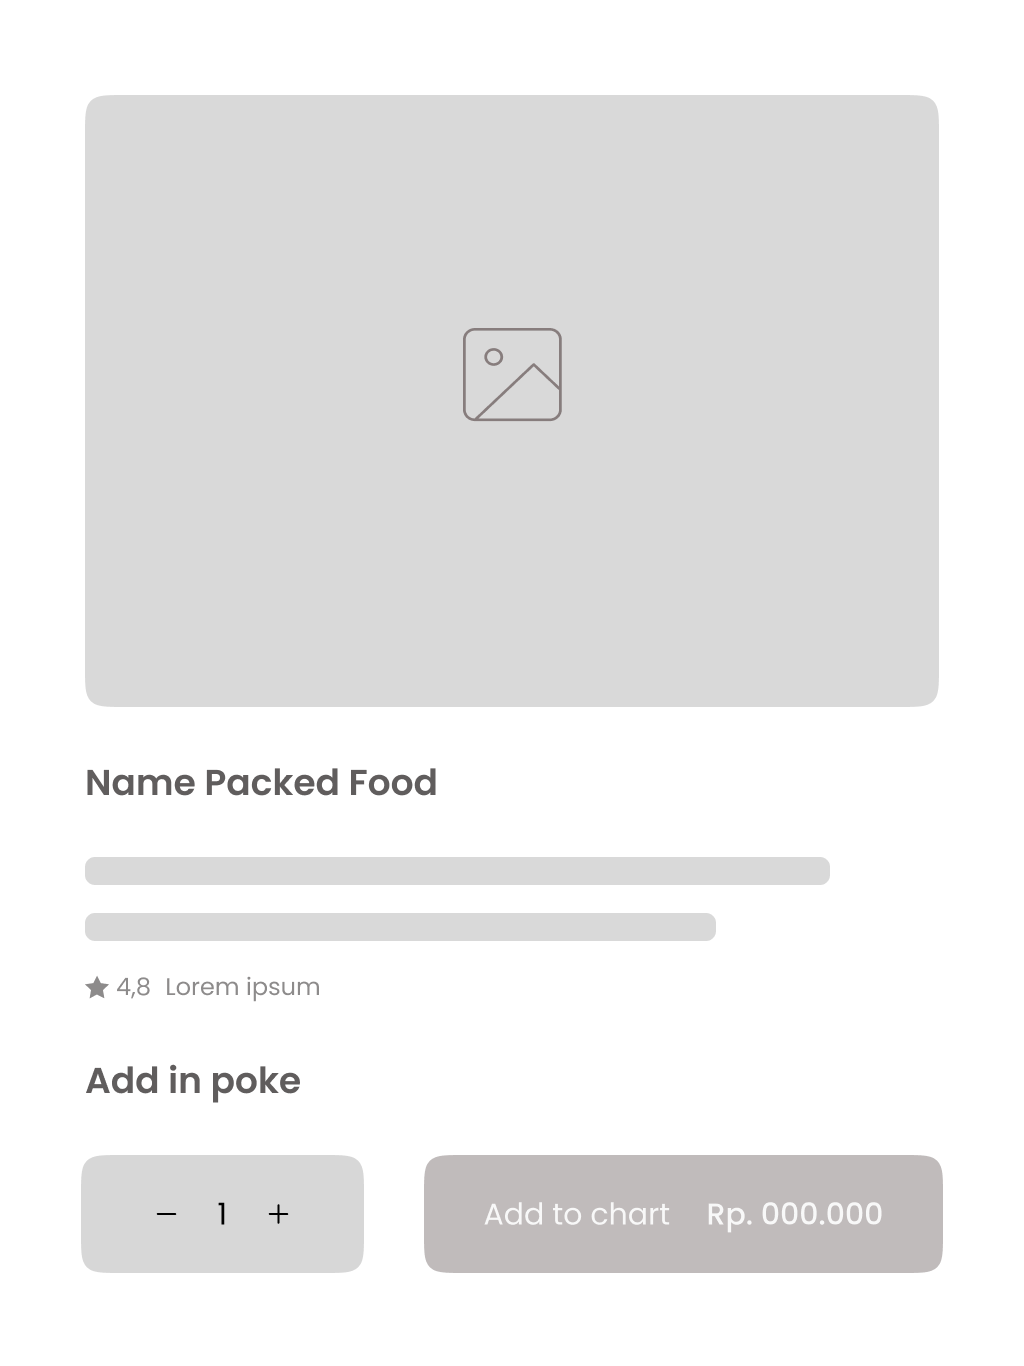 Name Packed Food
4,8 Lorem ipsum
Add in poke
− 1 + Add to chart Rp. 000.000